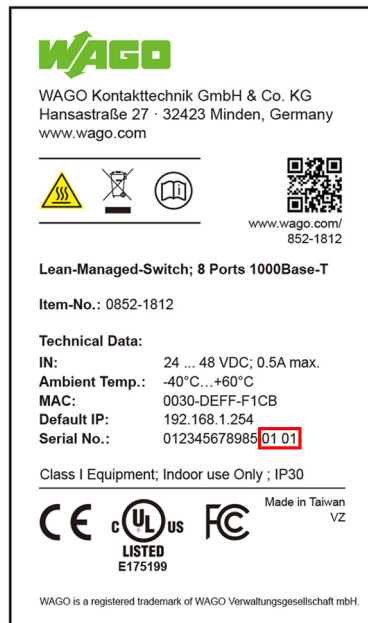 WAGO
WAGO Kontakttechnik GmbH & Co. KG
Hansastraße 27 · 32423 Minden, Germany
www.wago.com
www.wago.com/
852-1812
Lean-Managed-Switch; 8 Ports 1000Base-T
Item-No.: 0852-1812
Technical Data:
IN: 24 ... 48 VDC; 0.5A max.
Ambient Temp.: -40°C...+60°C
MAC: 0030-DEFF-F1CB
Default IP: 192.168.1.254
Serial No.: 012345678985 01 01
Class I Equipment; Indoor use Only ; IP30
CE c UL US FC
LISTED
E175199
Made in Taiwan
VZ
WAGO is a registered trademark of WAGO Verwaltungsgesellschaft mbH.